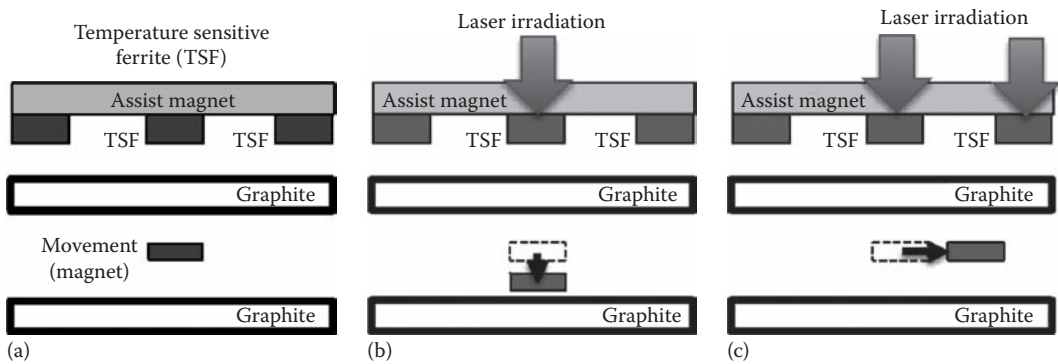 Temperature sensitive
ferrite (TSF)
Assist magnet
TSF
TSF
Graphite
Movement
(magnet)
Graphite
(a)
Laser irradiation
Assist magnet
TSF
TSF
Graphite
Graphite
(b)
Laser irradiation
Assist magnet
TSF
TSF
Graphite
Graphite
(c)